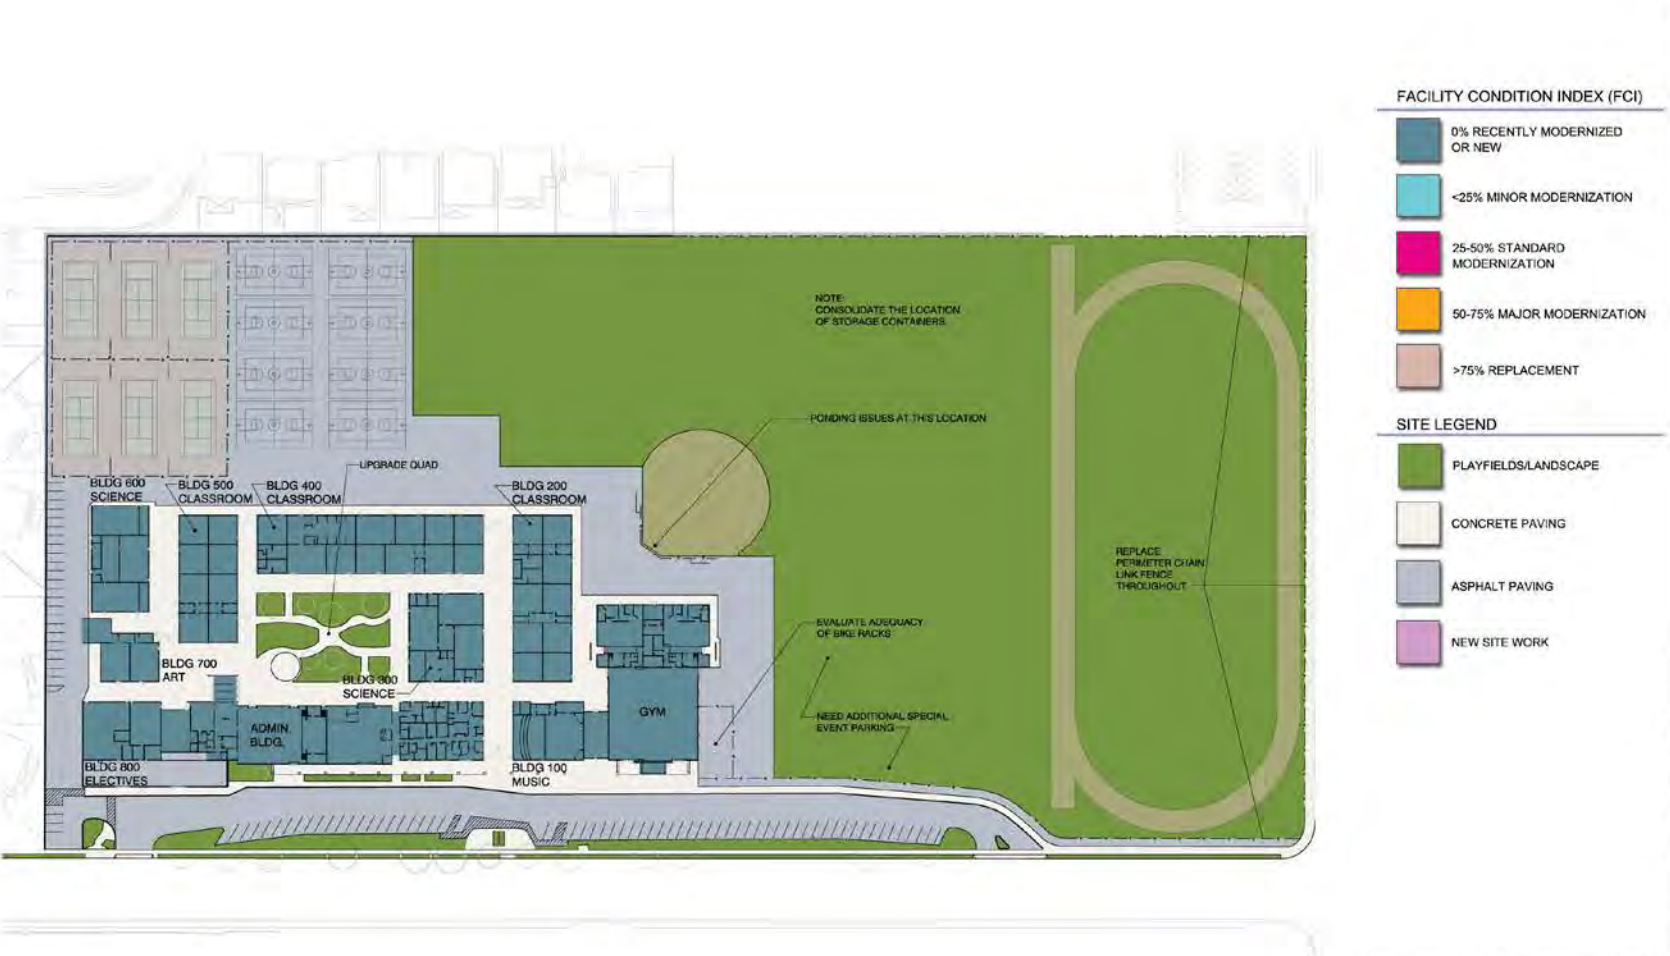 FACILITY CONDITION INDEX (FCI)
0% RECENTLY MODERNIZED
OR NEW
<25% MINOR MODERNIZATION
25-50% STANDARD
MODERNIZATION
50-75% MAJOR MODERNIZATION
>75% REPLACEMENT
SITE LEGEND
PLAYFIELDS/LANDSCAPE
CONCRETE PAVING
ASPHALT PAVING
NEW SITE WORK
NOTE:
CONSOLIDATE THE LOCATION
OF STORAGE CONTAINERS.
PONDING ISSUES AT THIS LOCATION
UPGRADE QUAD
BLDG 600
SCIENCE
BLDG 500
CLASSROOM
BLDG 400
CLASSROOM
BLDG 200
CLASSROOM
REPLACE
PERIMETER CHAIN
LINK FENCE
THROUGHOUT
EVALUATE ADEQUACY
OF BIKE RACKS
BLDG 700
ART
BLDG 300
SCIENCE
GYM
NEED ADDITIONAL SPECIAL
EVENT PARKING
ADMIN.
BLDG.
BLDG 800
ELECTIVES
BLDG 100
MUSIC